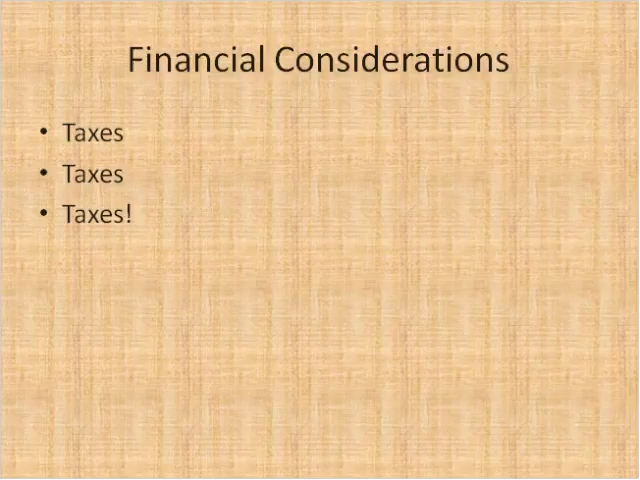 Financial Considerations
• Taxes
• Taxes
• Taxes!